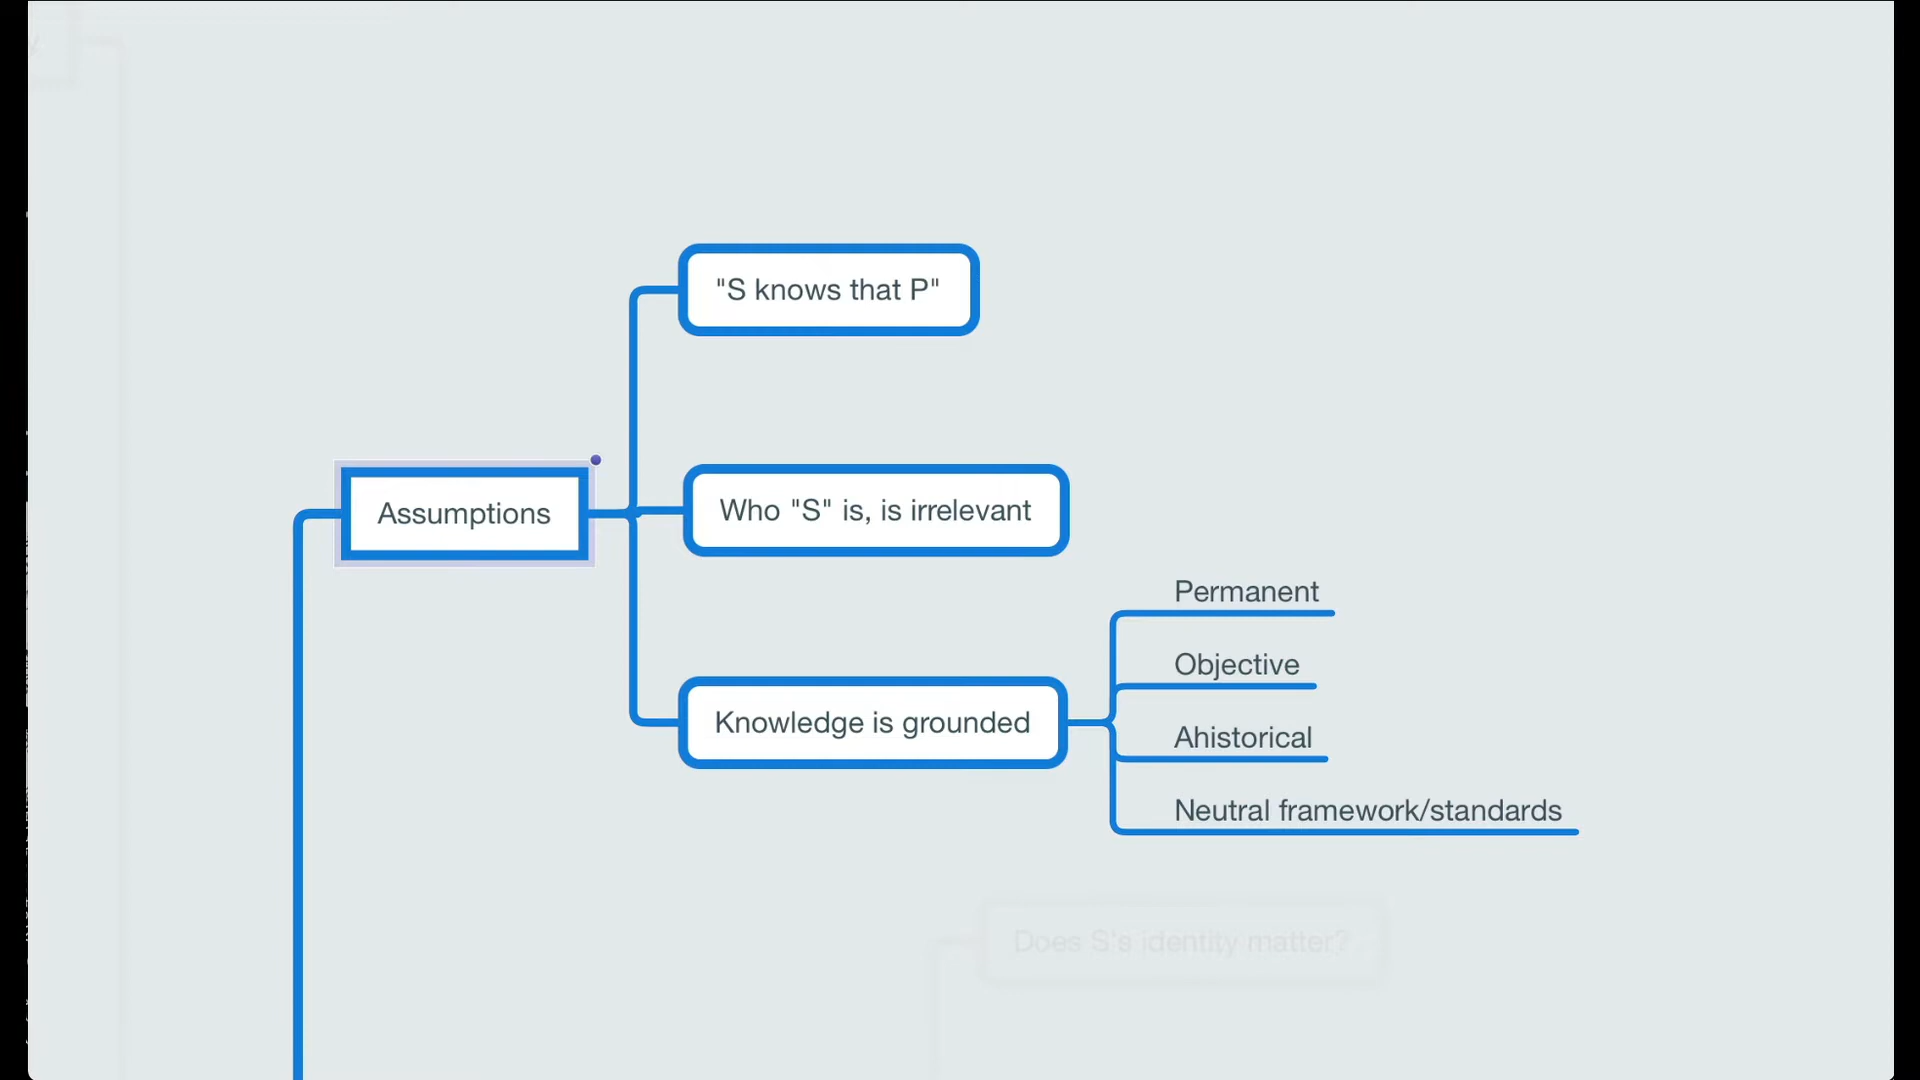 "S knows that P"
Assumptions
Who "S" is, is irrelevant
Knowledge is grounded
Permanent
Objective
Ahistorical
Neutral framework/standards
Does S's identity matter?